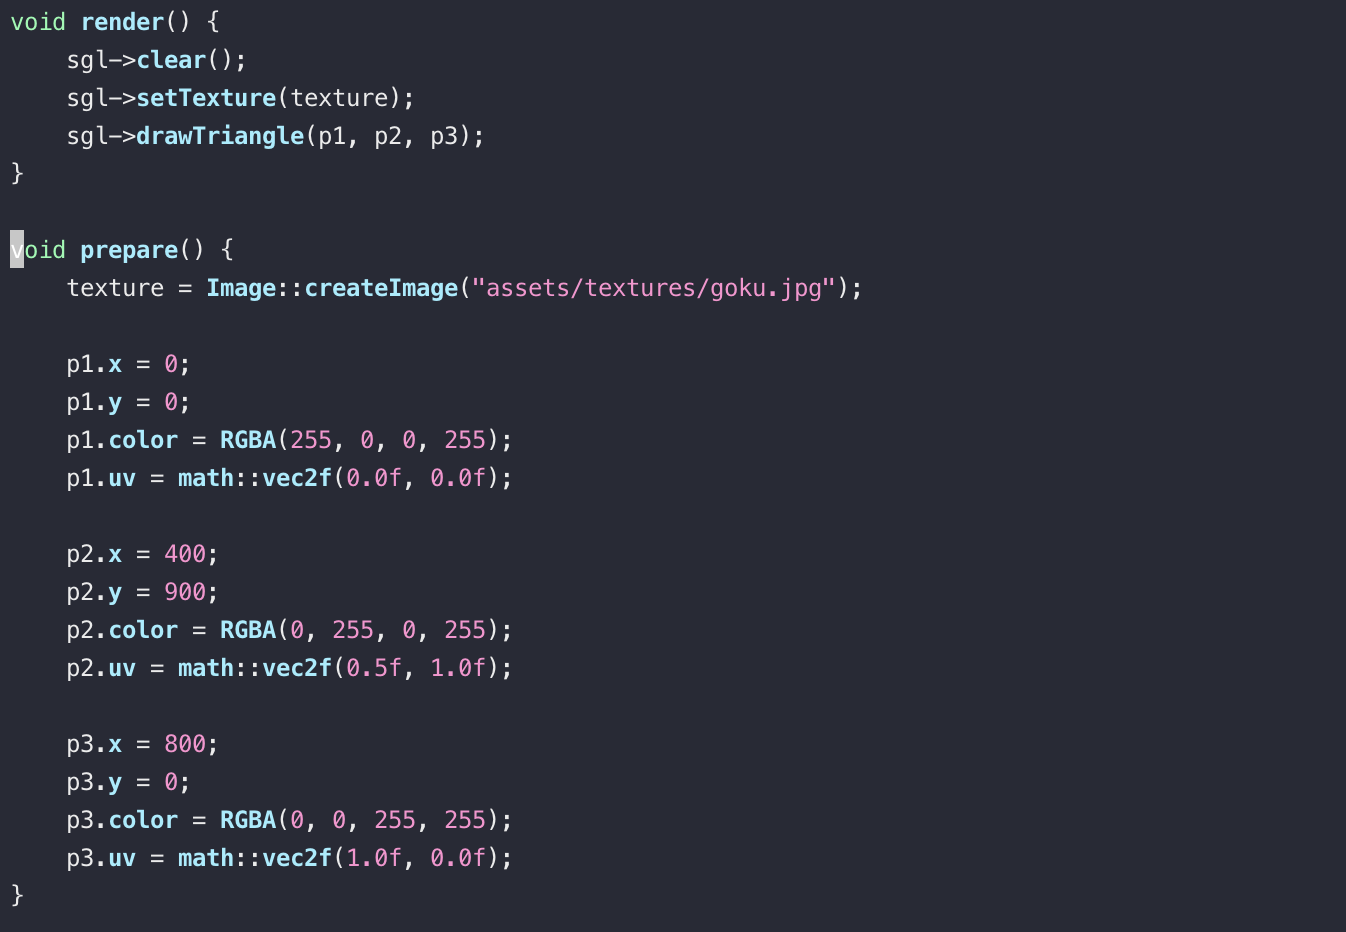 void render() {
    sgl->clear();
    sgl->setTexture(texture);
    sgl->drawTriangle(p1, p2, p3);
}

void prepare() {
    texture = Image::createImage("assets/textures/goku.jpg");

    p1.x = 0;
    p1.y = 0;
    p1.color = RGBA(255, 0, 0, 255);
    p1.uv = math::vec2f(0.0f, 0.0f);

    p2.x = 400;
    p2.y = 900;
    p2.color = RGBA(0, 255, 0, 255);
    p2.uv = math::vec2f(0.5f, 1.0f);

    p3.x = 800;
    p3.y = 0;
    p3.color = RGBA(0, 0, 255, 255);
    p3.uv = math::vec2f(1.0f, 0.0f);
}